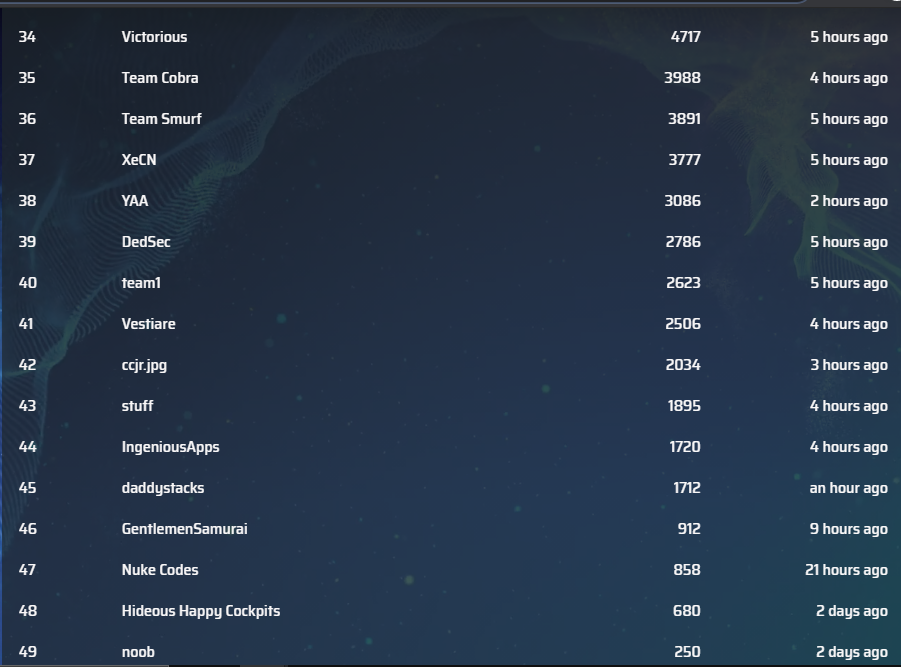 34 Victorious 4717 5 hours ago
35 Team Cobra 3988 4 hours ago
36 Team Smurf 3891 5 hours ago
37 XeCN 3777 5 hours ago
38 YAA 3086 2 hours ago
39 DedSec 2786 5 hours ago
40 team1 2623 5 hours ago
41 Vestiare 2506 4 hours ago
42 ccjr.jpg 2034 3 hours ago
43 stuff 1895 4 hours ago
44 IngeniousApps 1720 4 hours ago
45 daddystacks 1712 an hour ago
46 GentlemenSamurai 912 9 hours ago
47 Nuke Codes 858 21 hours ago
48 Hideous Happy Cockpits 680 2 days ago
49 noob 250 2 days ago